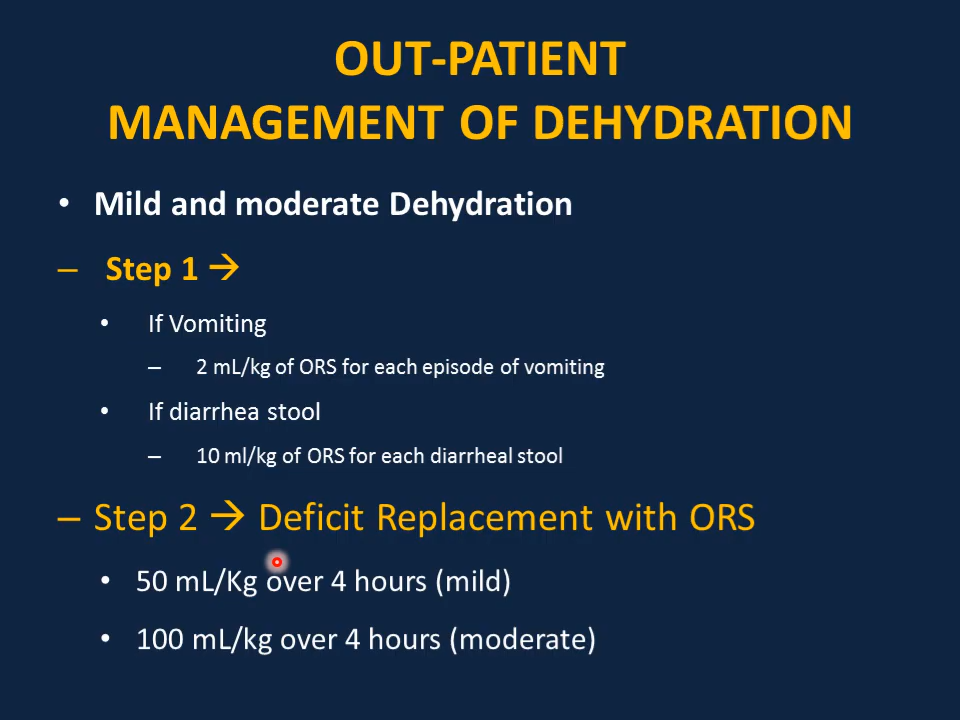 OUT-PATIENT
MANAGEMENT OF DEHYDRATION
• Mild and moderate Dehydration
– Step 1 →
• If Vomiting
– 2 mL/kg of ORS for each episode of vomiting
• If diarrhea stool
– 10 ml/kg of ORS for each diarrheal stool
– Step 2 → Deficit Replacement with ORS
• 50 mL/Kg over 4 hours (mild)
• 100 mL/kg over 4 hours (moderate)